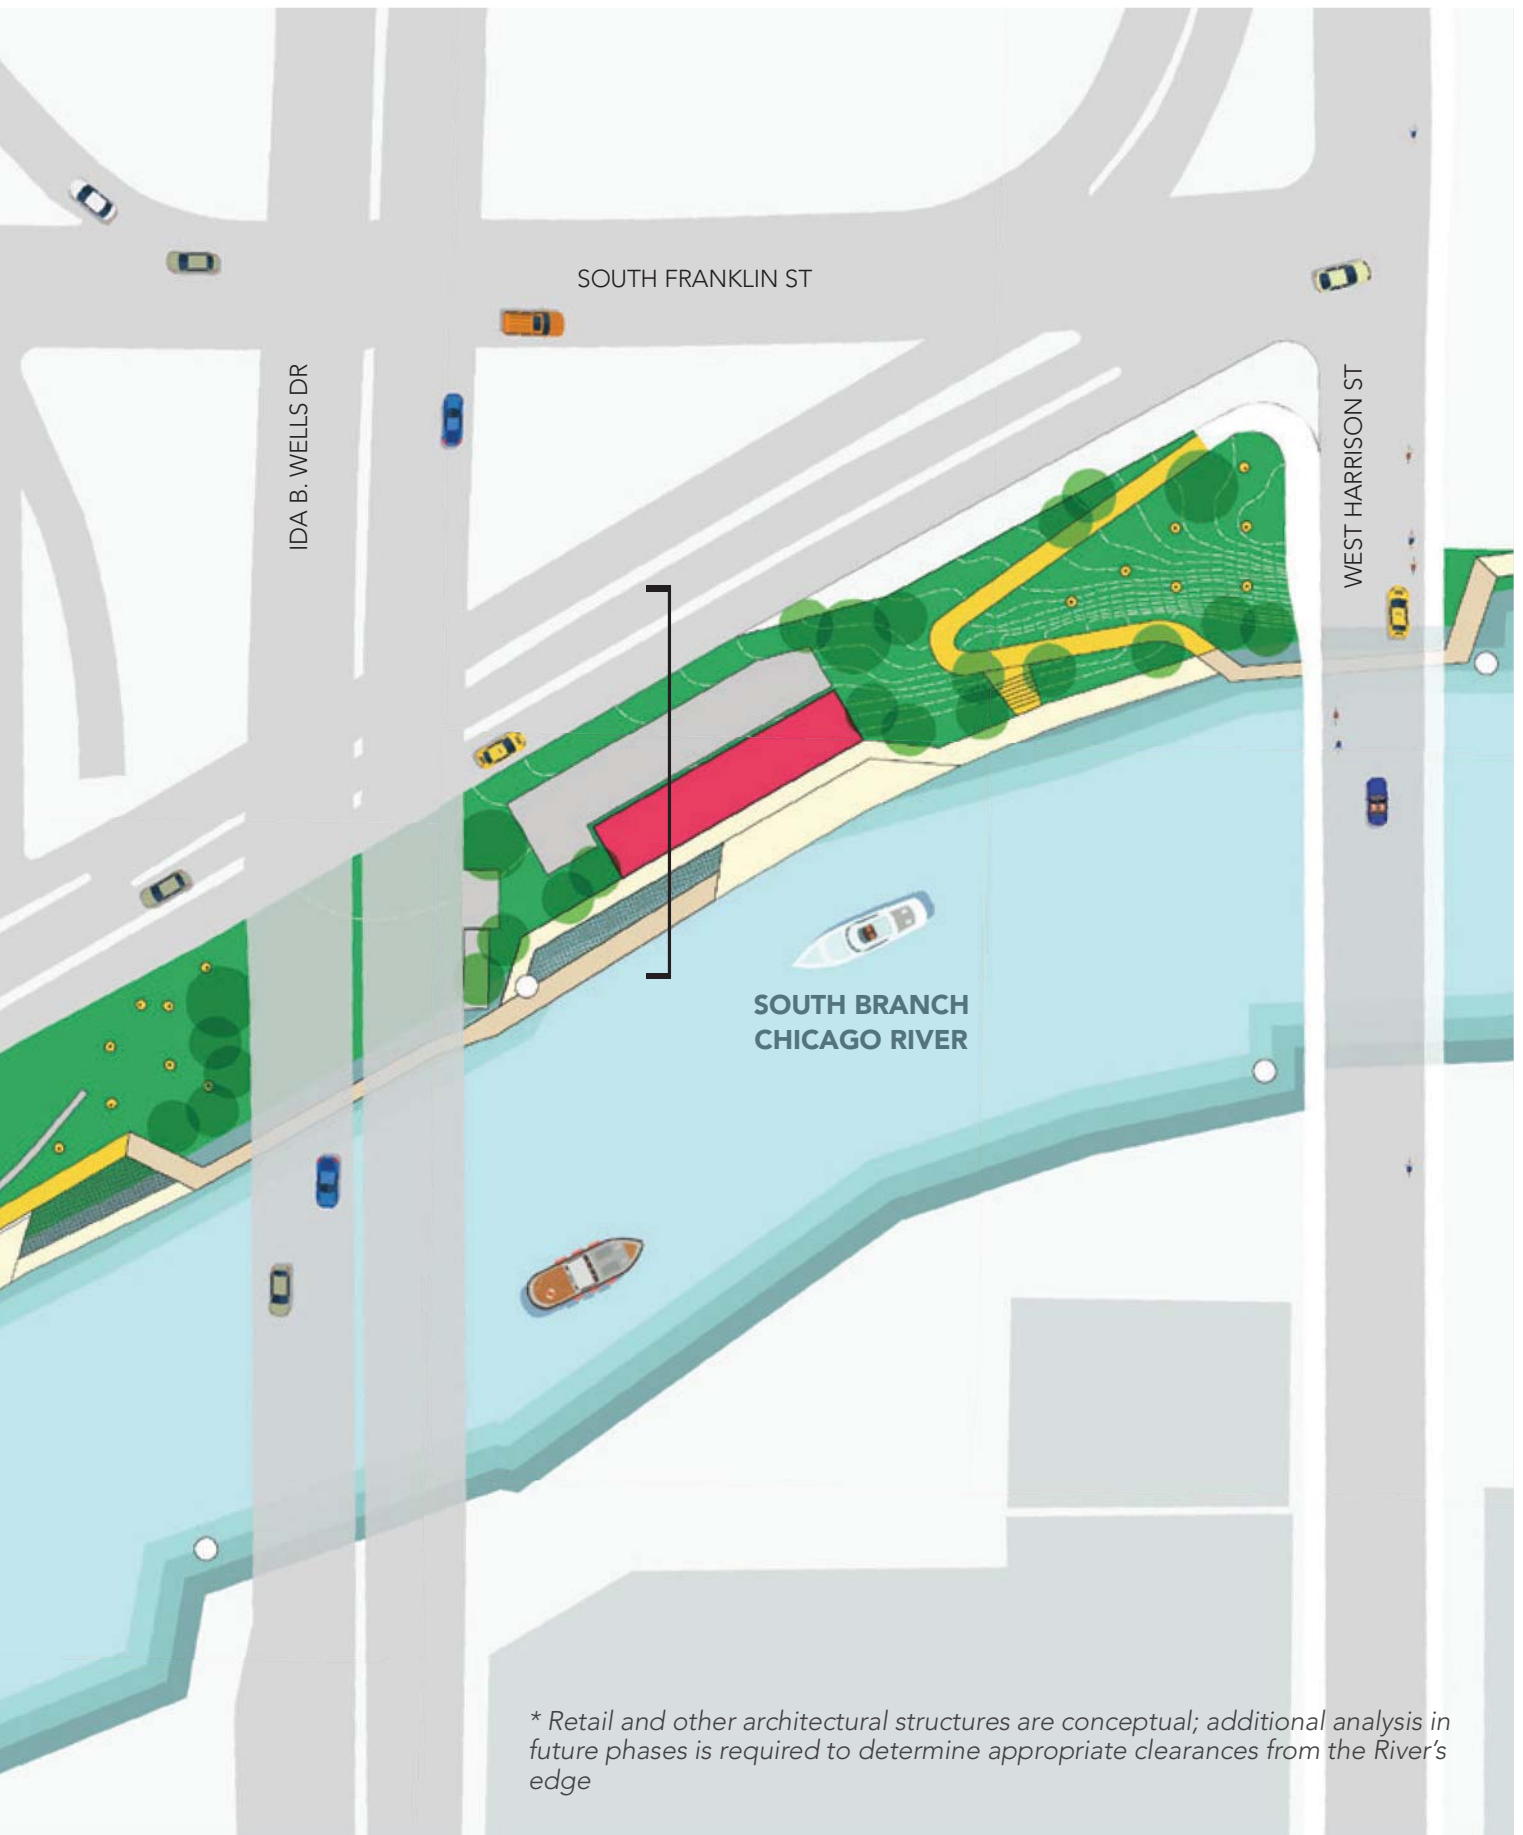 SOUTH FRANKLIN ST
IDA B. WELLS DR
WEST HARRISON ST
SOUTH BRANCH
CHICAGO RIVER
* Retail and other architectural structures are conceptual; additional analysis in
future phases is required to determine appropriate clearances from the River’s
edge